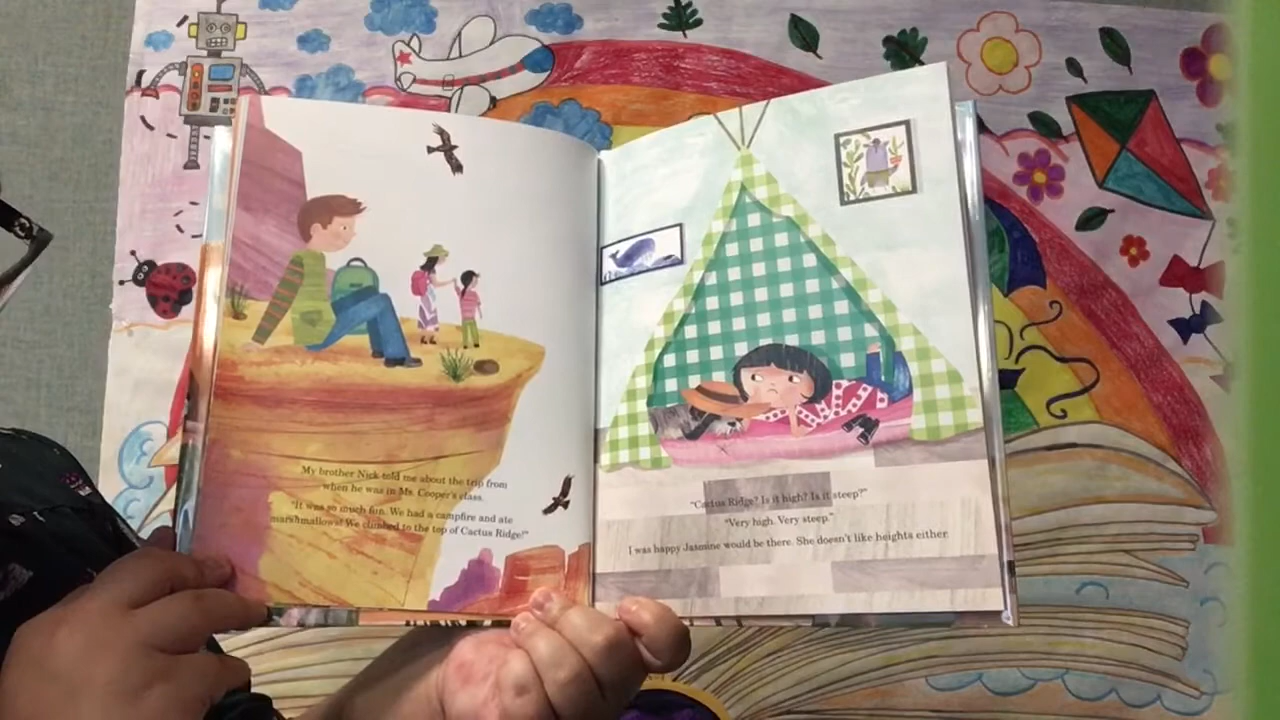 My brother Nick told me about the trip from
when he was in Ms. Cooper's class.
"It was so much fun. We had a campfire and ate
marshmallows! We climbed to the top of Cactus Ridge!"
"Cactus Ridge? Is it high? Is it steep?"
"Very high. Very steep."
I was happy Jasmine would be there. She doesn't like heights either.